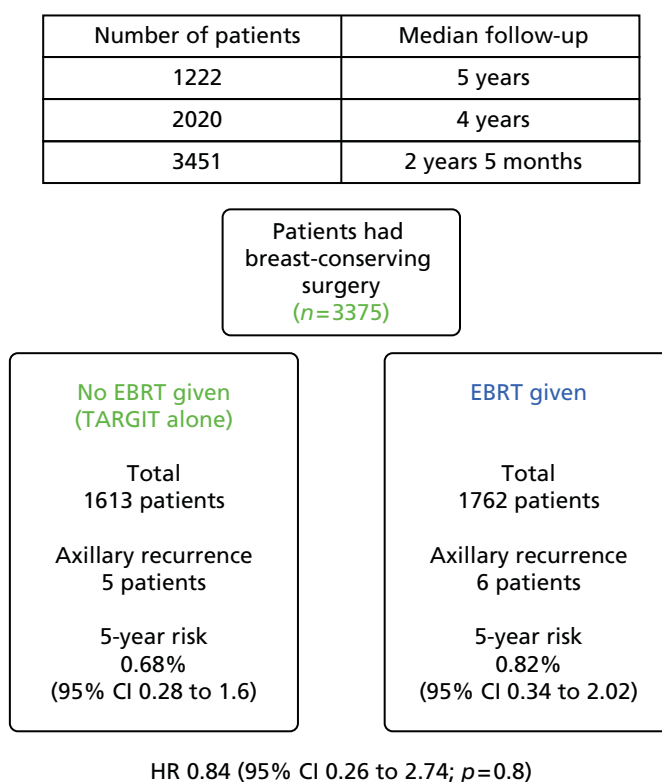 Number of patients Median follow-up
1222 5 years
2020 4 years
3451 2 years 5 months
Patients had
breast-conserving
surgery
(n=3375)
No EBRT given
(TARGIT alone)
Total
1613 patients
Axillary recurrence
5 patients
5-year risk
0.68%
(95% CI 0.28 to 1.6)
EBRT given
Total
1762 patients
Axillary recurrence
6 patients
5-year risk
0.82%
(95% CI 0.34 to 2.02)
HR 0.84 (95% CI 0.26 to 2.74; p=0.8)